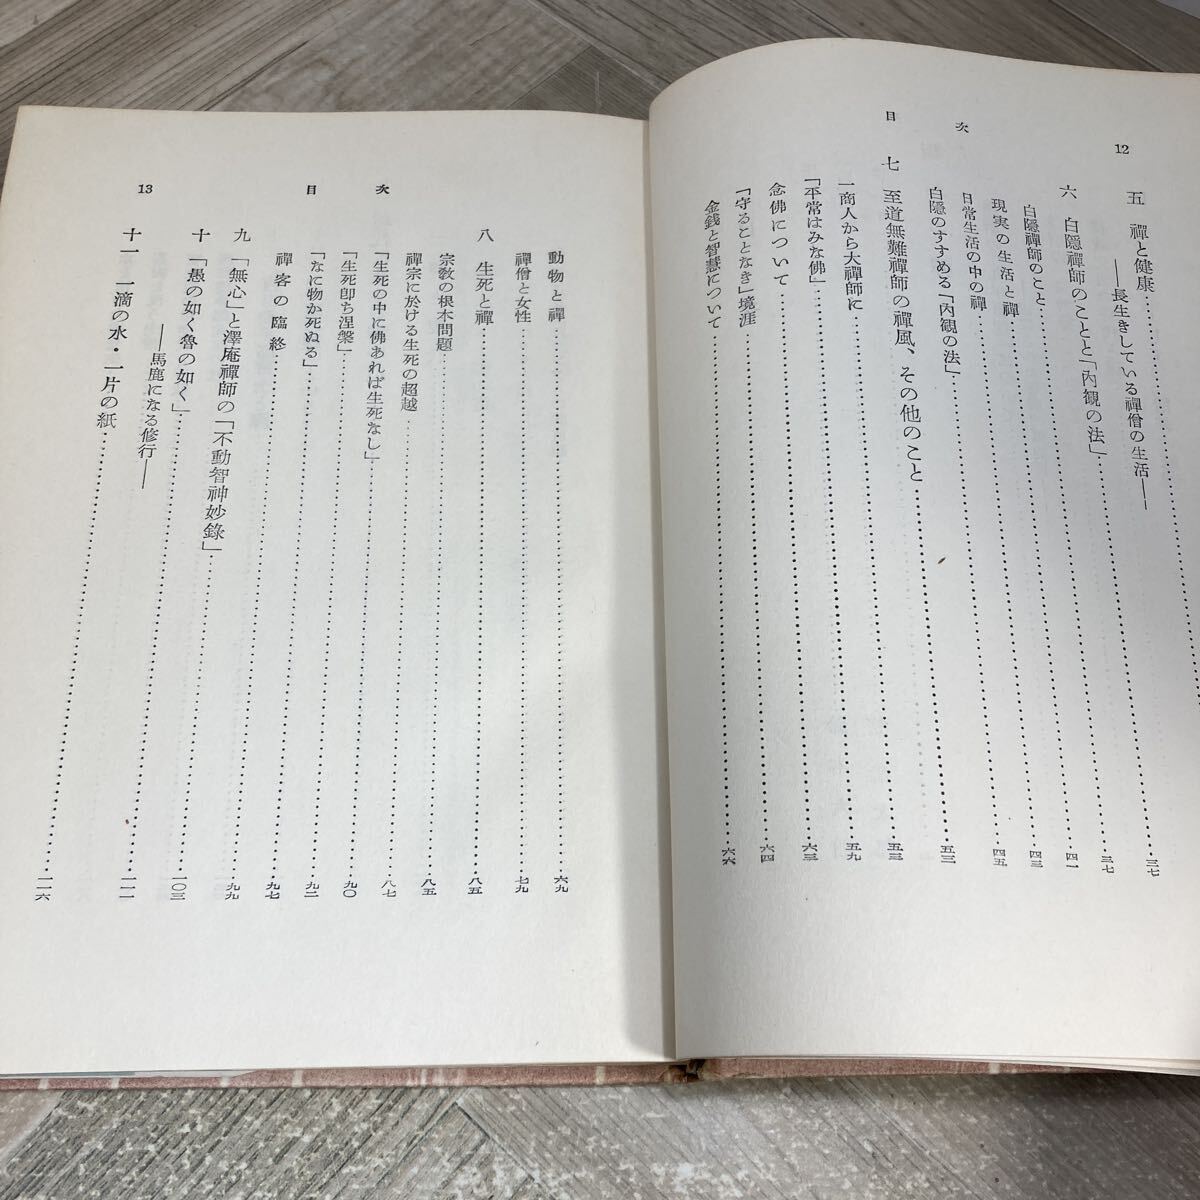 12
目次
五 禪と健康
――長生きしている禪僧の生活――
六 白隠禪師のことと「內観の法」 三七
白隠禪師のこと 三七
現実の生活と禪 四一
日常生活の中の禪 四三
白隠のすすめる「內観の法」 四五
七 至道無難禪師の禪風、その他のこと 五三
一商人から大禪師に 五三
「平常はみな佛」 五九
念佛について 六三
「守ることなき」境涯 六四
金銭と智慧について 六六
13
目次
動物と禪 六九
禪僧と女性 七九
八 生死と禪 八五
宗教の根本問題 八五
禪宗に於ける生死の超越 八七
「生死の中に佛あれば生死なし」 九〇
「生死卽ち涅槃」 九二
「なに物か死ぬる」 九七
禪客の臨終 九九
九 「無心」と澤庵禪師の「不動智神妙錄」 一〇三
十 「愚の如く魯の如く」 一一一
――馬鹿になる修行――
十一 一滴の水・一片の紙 一一六